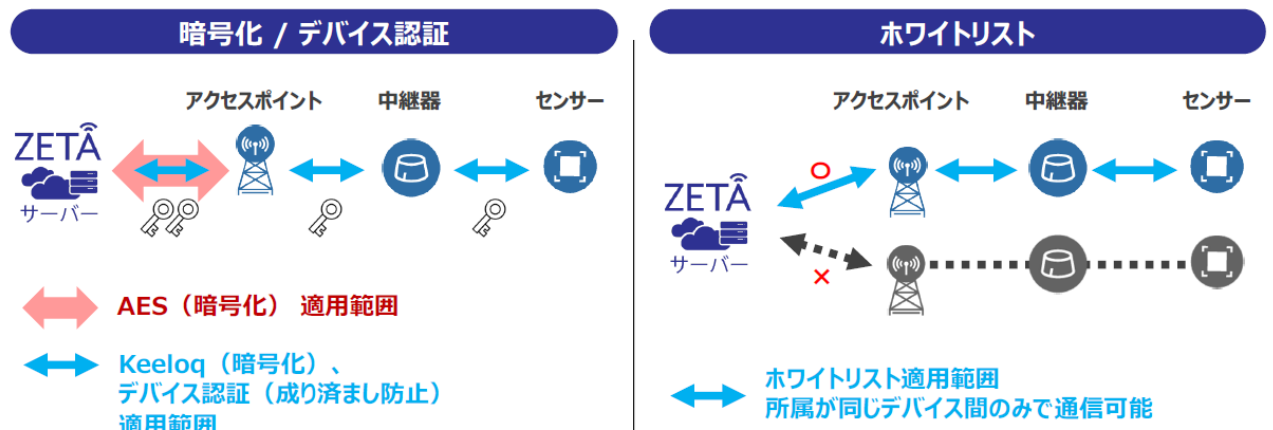 暗号化 / デバイス認証
アクセスポイント 中継器 センサー
ZETA
サーバー
AES（暗号化） 適用範囲
Keeloq（暗号化）、
デバイス認証（成り済まし防止）
適用範囲
ホワイトリスト
アクセスポイント 中継器 センサー
ZETA
サーバー
ホワイトリスト適用範囲
所属が同じデバイス間のみで通信可能